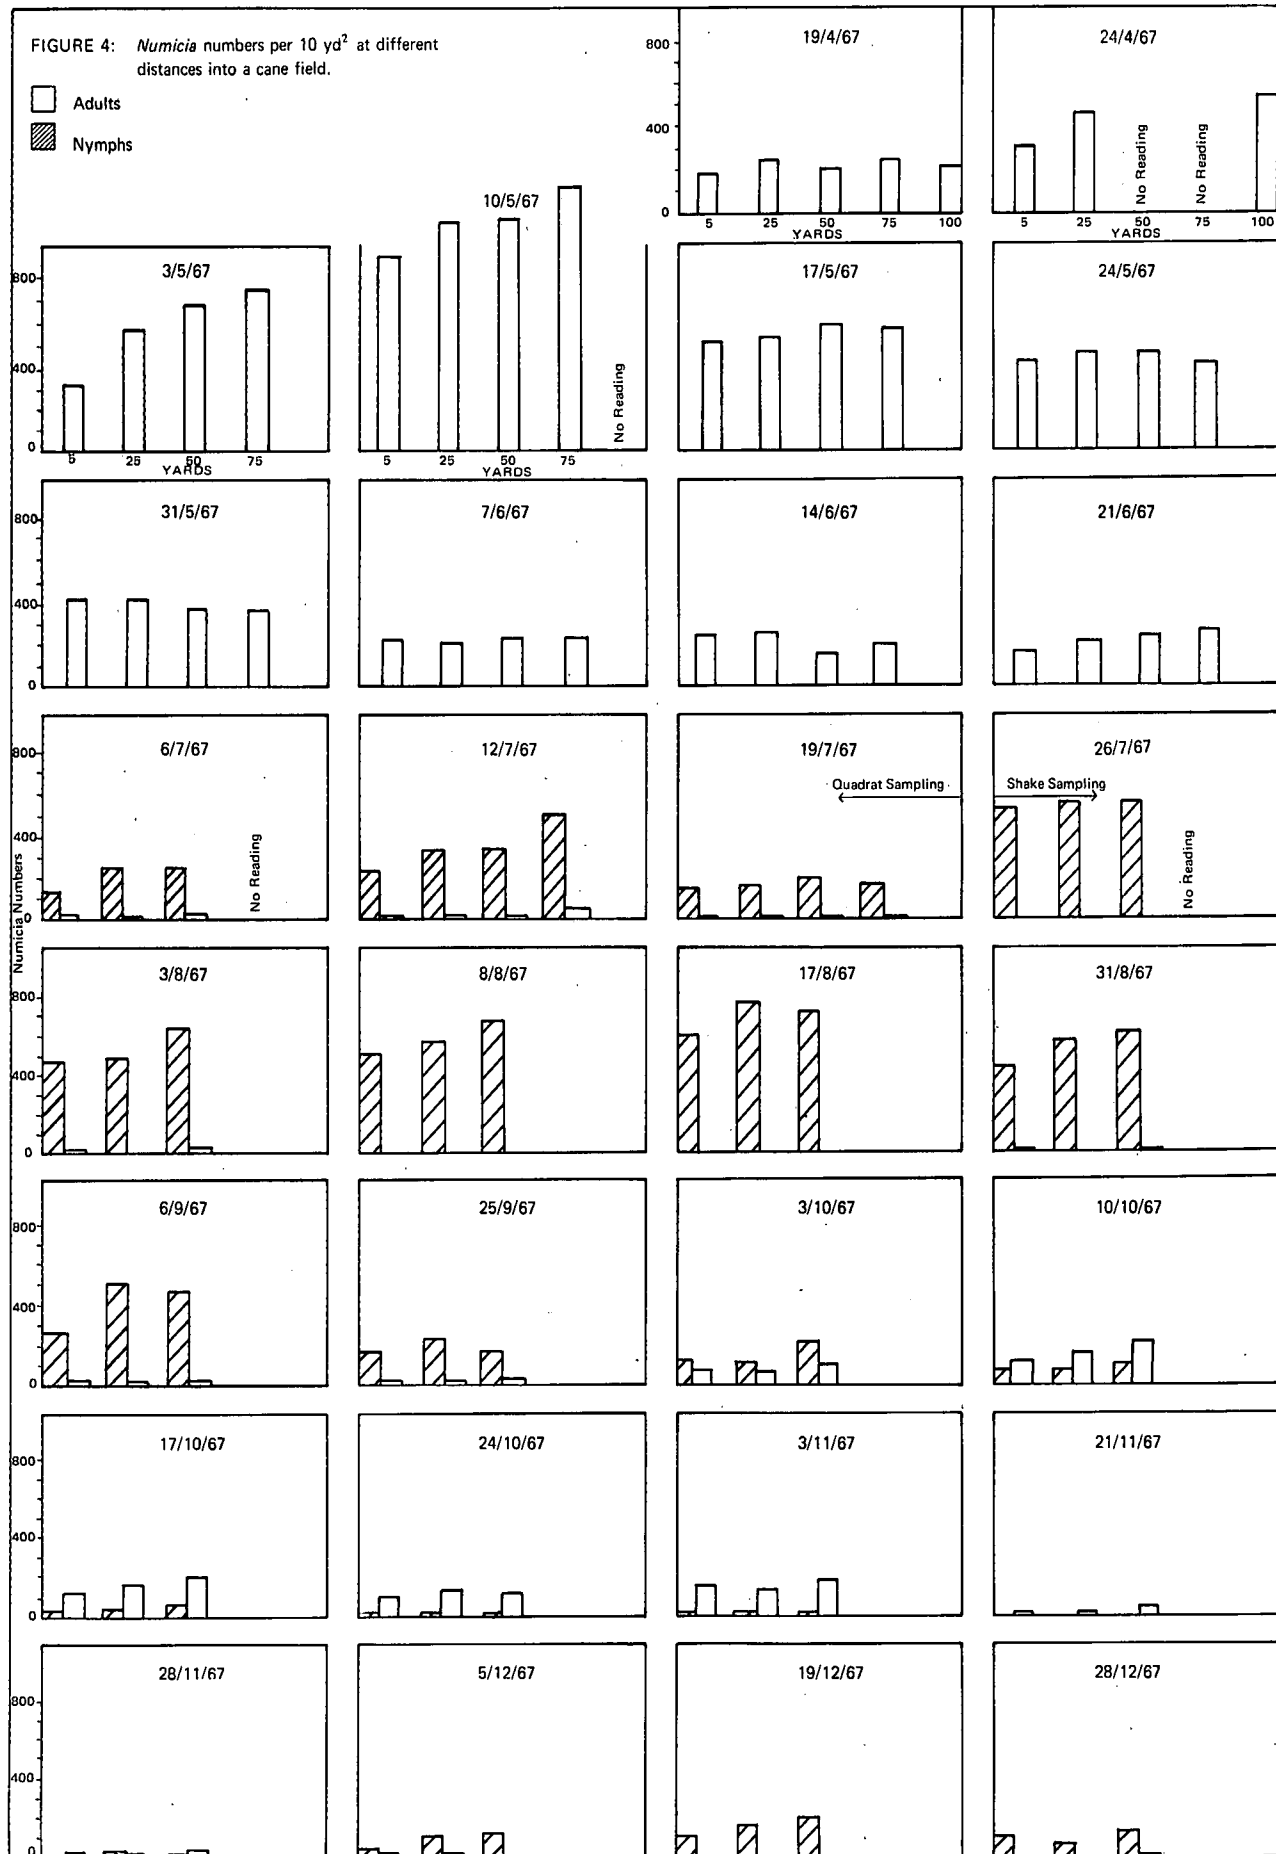 FIGURE 4: Numicia numbers per 10 yd² at different
distances into a cane field.
Adults
Nymphs
19/4/67
800
400
0
5 25 50 75 100
YARDS
24/4/67
No Reading
No Reading
5 25 50 75 100
YARDS
3/5/67
800
400
0
5 25 50 75
YARDS
10/5/67
No Reading
5 25 50 75
YARDS
17/5/67
24/5/67
31/5/67
800
400
0
7/6/67
14/6/67
21/6/67
Numicia Numbers
6/7/67
800
400
0
No Reading
12/7/67
19/7/67
Quadrat Sampling
26/7/67
Shake Sampling
No Reading
3/8/67
800
400
0
8/8/67
17/8/67
31/8/67
6/9/67
800
400
0
25/9/67
3/10/67
10/10/67
17/10/67
800
400
0
24/10/67
3/11/67
21/11/67
28/11/67
800
400
0
5/12/67
19/12/67
28/12/67